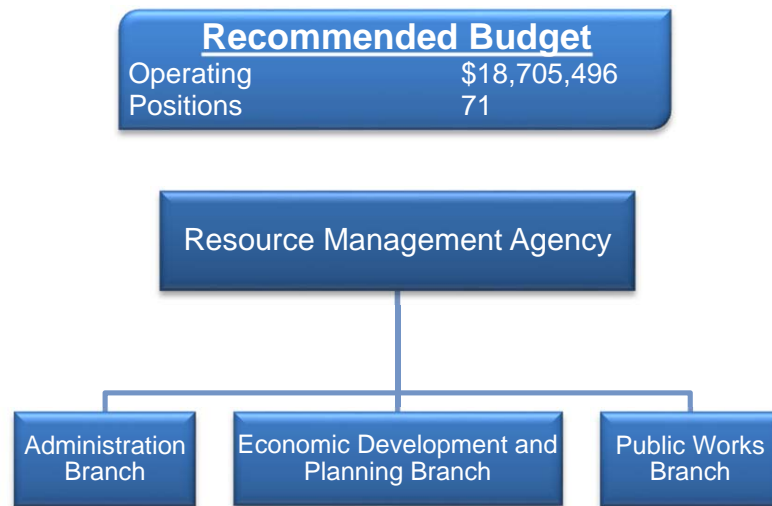 Recommended Budget
Operating $18,705,496
Positions 71
Resource Management Agency
Administration
Branch
Economic Development and
Planning Branch
Public Works
Branch